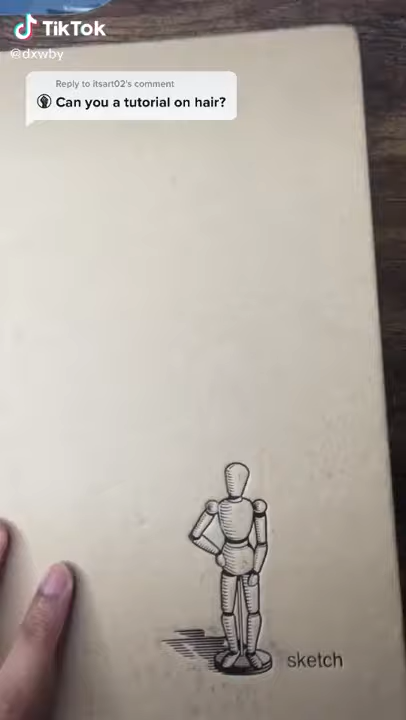 TikTok
@dxwby
Reply to itsart02's comment
Can you a tutorial on hair?
sketch